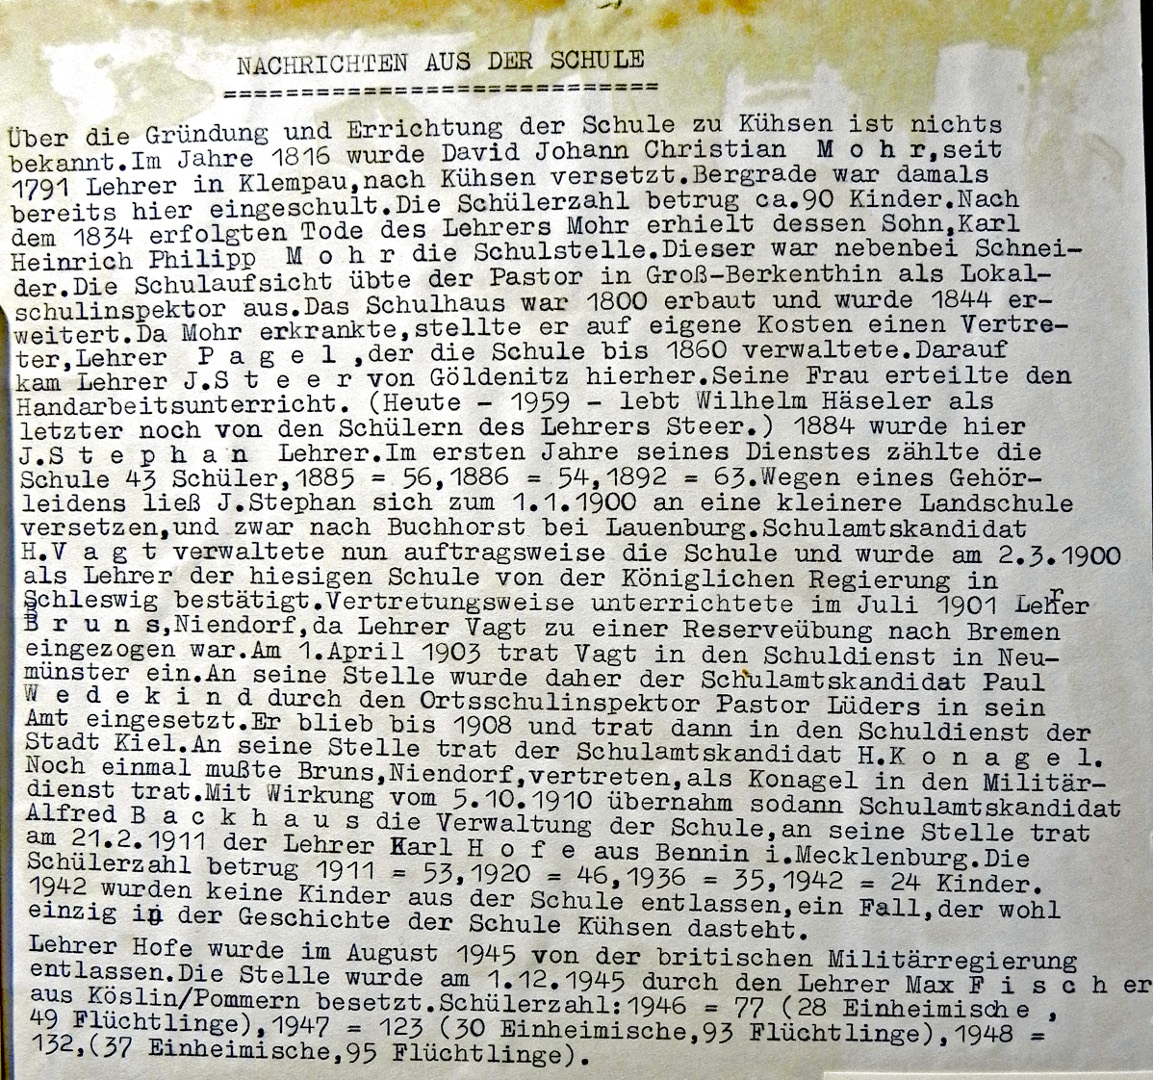 NACHRICHTEN AUS DER SCHULE
============================
Über die Gründung und Errichtung der Schule zu Kühsen ist nichts
bekannt.Im Jahre 1816 wurde David Johann Christian M o h r,seit
1791 Lehrer in Klempau,nach Kühsen versetzt.Bergrade war damals
bereits hier eingeschult.Die Schülerzahl betrug ca.90 Kinder.Nach
dem 1834 erfolgten Tode des Lehrers Mohr erhielt dessen Sohn,Karl
Heinrich Philipp M o h r die Schulstelle.Dieser war nebenbei Schnei-
der.Die Schulaufsicht übte der Pastor in Groß-Berkenthin als Lokal-
schulinspektor aus.Das Schulhaus war 1800 erbaut und wurde 1844 er-
weitert.Da Mohr erkrankte,stellte er auf eigene Kosten einen Vertre-
ter,Lehrer P a g e l ,der die Schule bis 1860 verwaltete.Darauf
kam Lehrer J.S t e e r von Göldenitz hierher.Seine Frau erteilte den
Handarbeitsunterricht. (Heute - 1959 - lebt Wilhelm Häseler als
letzter noch von den Schülern des Lehrers Steer.) 1884 wurde hier
J.S t e p h a n Lehrer.Im ersten Jahre seines Dienstes zählte die
Schule 43 Schüler,1885 = 56,1886 = 54,1892 = 63.Wegen eines Gehör-
leidens ließ J.Stephan sich zum 1.1.1900 an eine kleinere Landschule
versetzen,und zwar nach Buchhorst bei Lauenburg.Schulamtskandidat
H.V a g t verwaltete nun auftragsweise die Schule und wurde am 2.3.1900
als Lehrer der hiesigen Schule von der Königlichen Regierung in
Schleswig bestätigt.Vertretungsweise unterrichtete im Juli 1901 Lehrer
B r u n s,Niendorf,da Lehrer Vagt zu einer Reserveübung nach Bremen
eingezogen war.Am 1.April 1903 trat Vagt in den Schuldienst in Neu-
münster ein.An seine Stelle wurde daher der Schulamtskandidat Paul
W e d e k i n d durch den Ortsschulinspektor Pastor Lüders in sein
Amt eingesetzt.Er blieb bis 1908 und trat dann in den Schuldienst der
Stadt Kiel.An seine Stelle trat der Schulamtskandidat H.K o n a g e l.
Noch einmal mußte Bruns,Niendorf,vertreten,als Konagel in den Militär-
dienst trat.Mit Wirkung vom 5.10.1910 übernahm sodann Schulamtskandidat
Alfred B a c k h a u s die Verwaltung der Schule,an seine Stelle trat
am 21.2.1911 der Lehrer Karl H o f e aus Bennin i.Mecklenburg.Die
Schülerzahl betrug 1911 = 53,1920 = 46,1936 = 35,1942 = 24 Kinder.
1942 wurden keine Kinder aus der Schule entlassen,ein Fall,der wohl
einzig in der Geschichte der Schule Kühsen dasteht.
Lehrer Hofe wurde im August 1945 von der britischen Militärregierung
entlassen.Die Stelle wurde am 1.12.1945 durch den Lehrer Max F i s c h er
aus Köslin/Pommern besetzt.Schülerzahl:1946 = 77 (28 Einheimische ,
49 Flüchtlinge),1947 = 123 (30 Einheimische,93 Flüchtlinge),1948 =
132,(37 Einheimische,95 Flüchtlinge).